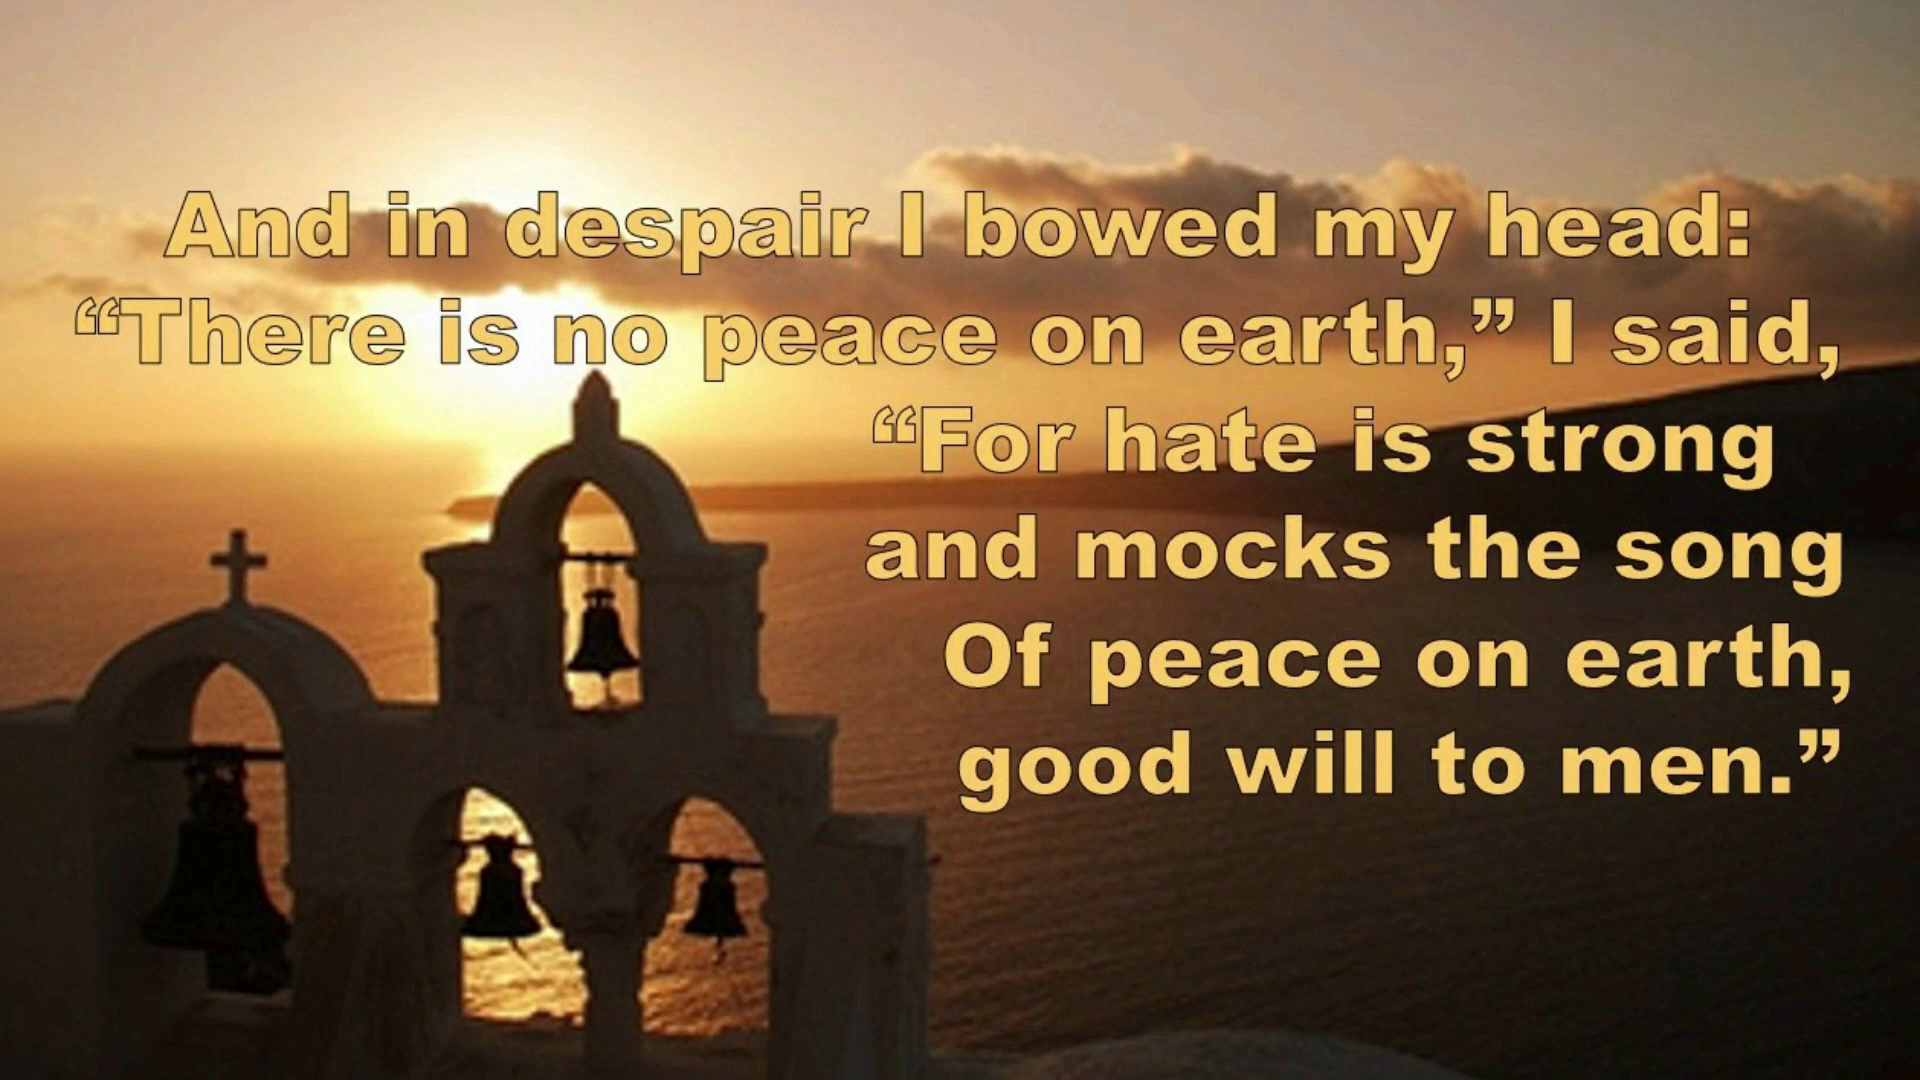 And in despair I bowed my head:
“There is no peace on earth,” I said,
“For hate is strong
and mocks the song
Of peace on earth,
good will to men.”